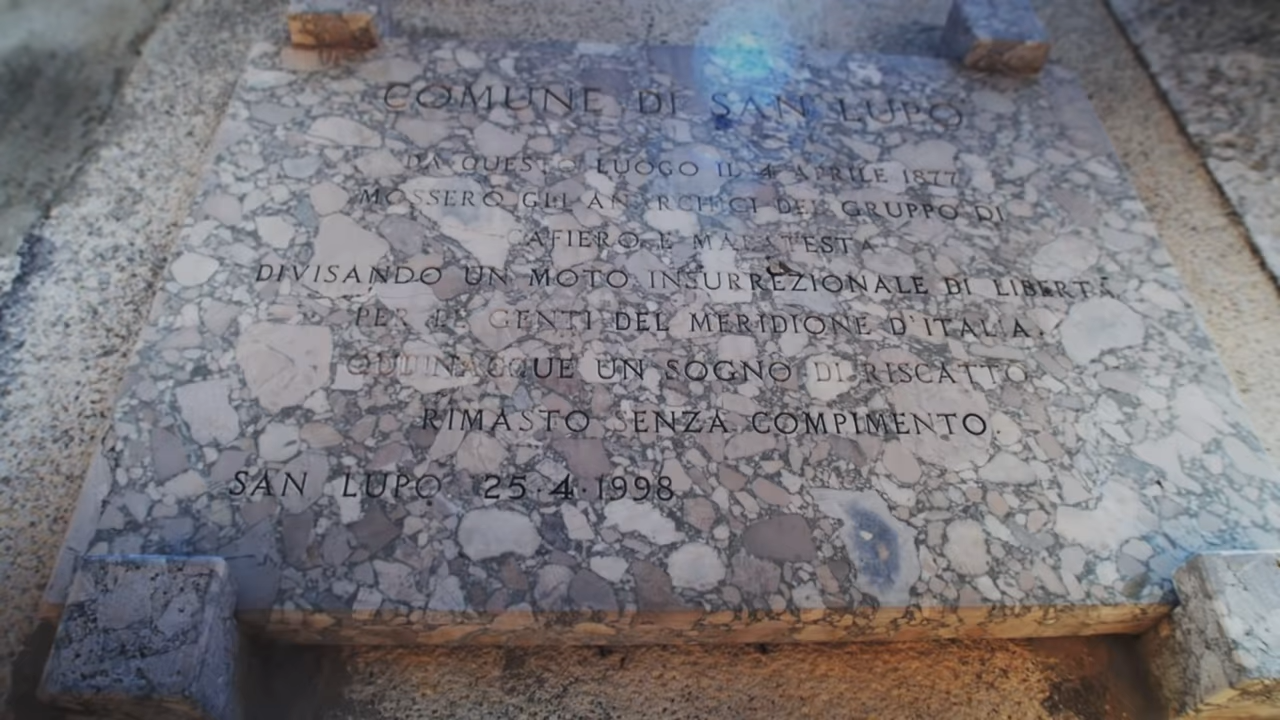 COMUNE DI SAN LUPO
DA QUESTO LUOGO IL 4 APRILE 1877
MOSSERO GLI ANARCHICI DEL GRUPPO DI
CAFIERO E MALATESTA
DIVISANDO UN MOTO INSURREZIONALE DI LIBERTÀ
PER LE GENTI DEL MERIDIONE D'ITALIA.
QUI NACQUE UN SOGNO DI RISCATTO
RIMASTO SENZA COMPIMENTO.
SAN LUPO 25·4·1998